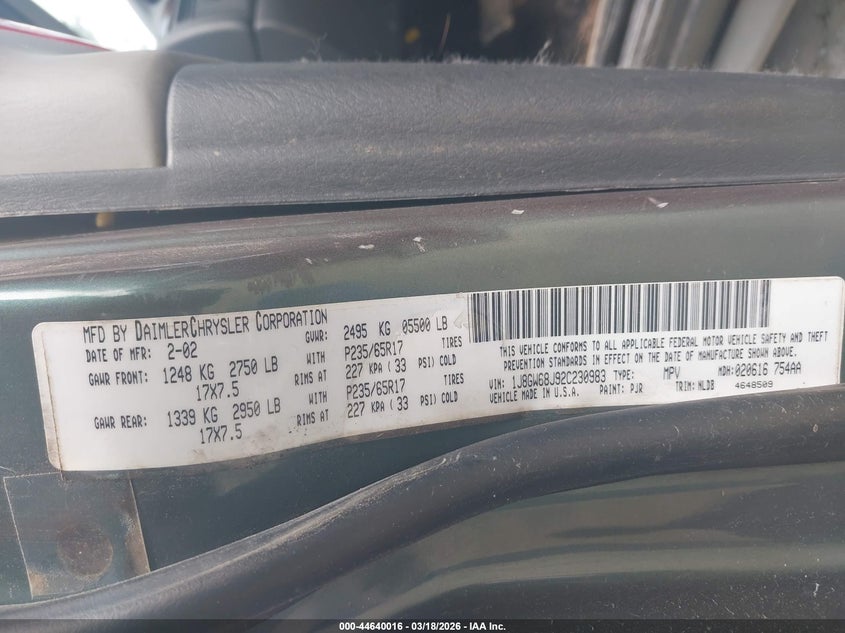 MFD BY DAIMLERCHRYSLER CORPORATION
DATE OF MFR: 2-02 GVWR: 2495 KG 05500 LB
GAWR FRONT: 1248 KG 2750 LB WITH P235/65R17 TIRES
17X7.5 RIMS AT 227 KPA ( 33 PSI) COLD
GAWR REAR: 1339 KG 2950 LB WITH P235/65R17 TIRES
17X7.5 RIMS AT 227 KPA ( 33 PSI) COLD
THIS VEHICLE CONFORMS TO ALL APPLICABLE FEDERAL MOTOR VEHICLE SAFETY AND THEFT
PREVENTION STANDARDS IN EFFECT ON THE DATE OF MANUFACTURE SHOWN ABOVE.
VIN: 1J8GW68J92C230983 TYPE: MPV MDH: 020616 754AA
VEHICLE MADE IN U.S.A. PAINT: PJR TRIM: NLDB 4648509
000-44640016 - 03/18/2026 - IAA Inc.